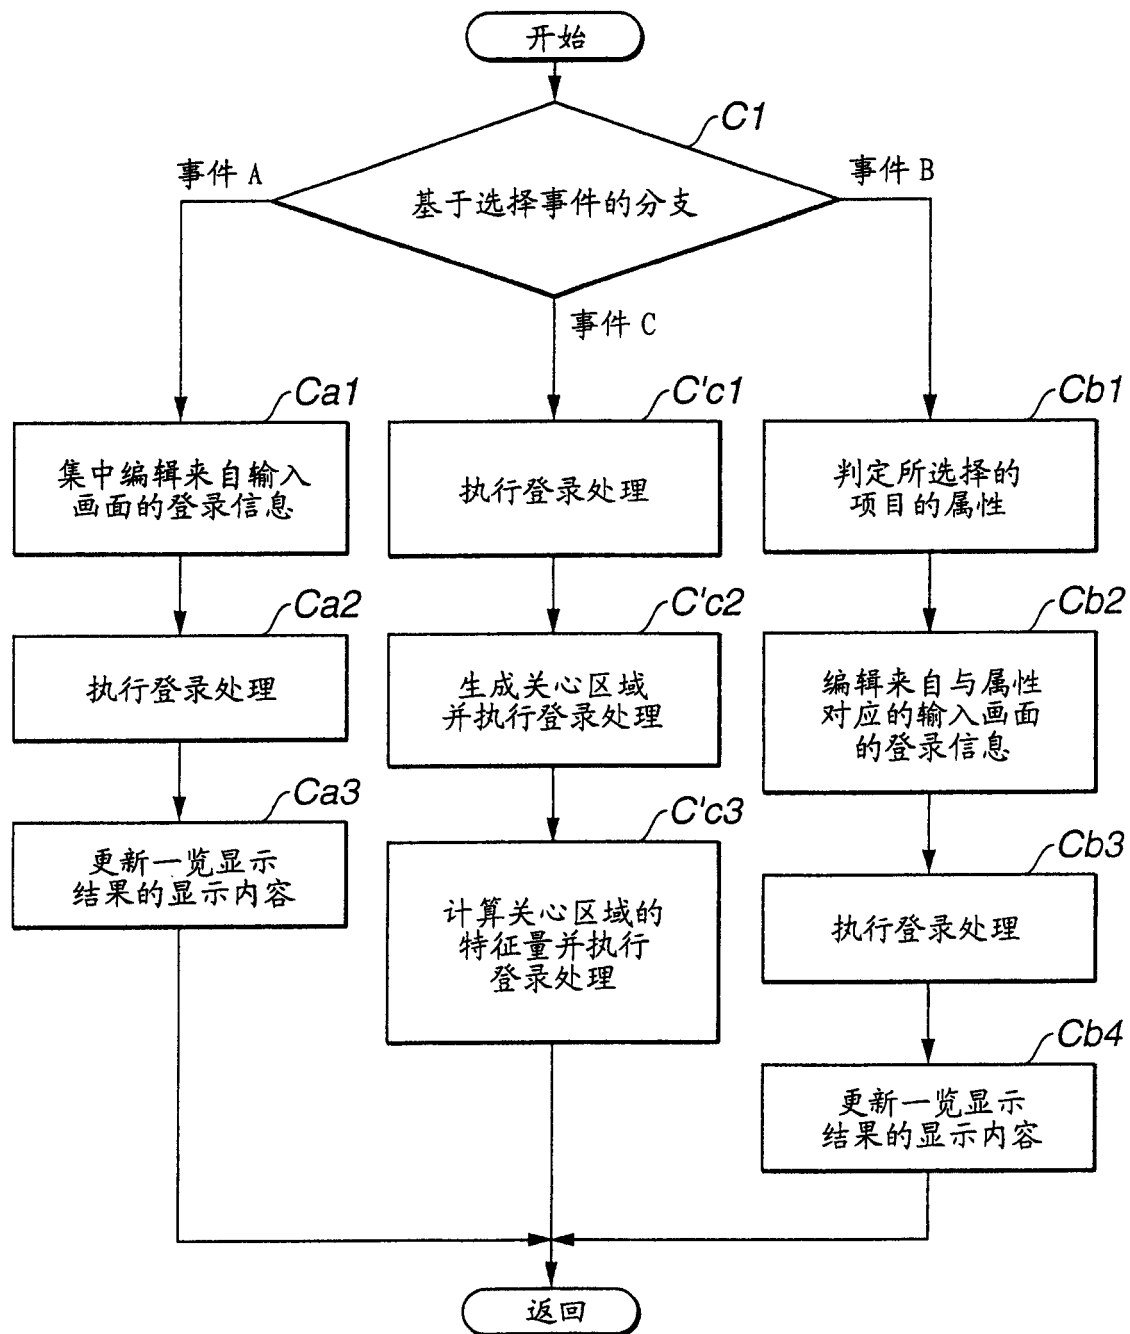 开始
C1
事件 A
事件 B
基于选择事件的分支
事件 C
Ca1
集中编辑来自输入
画面的登录信息
Ca2
执行登录处理
Ca3
更新一览显示
结果的显示内容
C'c1
执行登录处理
C'c2
生成关心区域
并执行登录处理
C'c3
计算关心区域的
特征量并执行
登录处理
Cb1
判定所选择的
项目的属性
Cb2
编辑来自与属性
对应的输入画面
的登录信息
Cb3
执行登录处理
Cb4
更新一览显示
结果的显示内容
返回